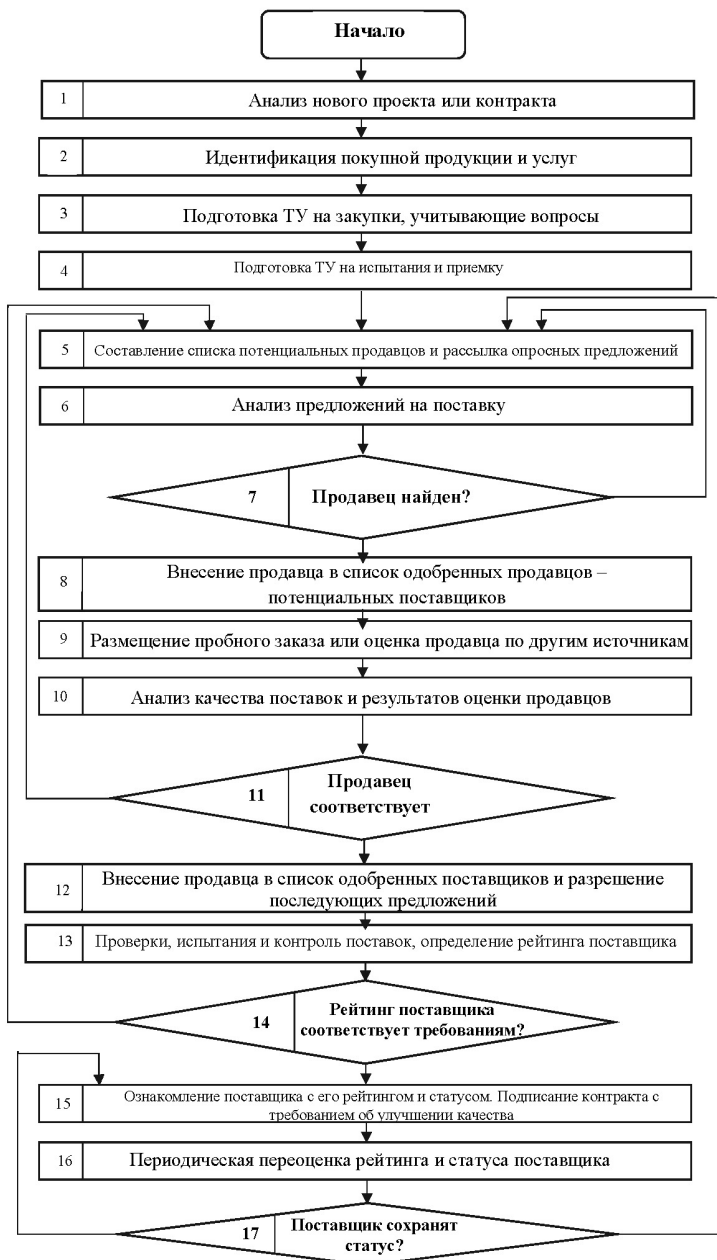 Начало
1 Анализ нового проекта или контракта
2 Идентификация покупной продукции и услуг
3 Подготовка ТУ на закупки, учитывающие вопросы
4 Подготовка ТУ на испытания и приемку
5 Составление списка потенциальных продавцов и рассылка опросных предложений
6 Анализ предложений на поставку
7 Продавец найден?
8 Внесение продавца в список одобренных продавцов –
потенциальных поставщиков
9 Размещение пробного заказа или оценка продавца по другим источникам
10 Анализ качества поставок и результатов оценки продавцов
11 Продавец
соответствует
12 Внесение продавца в список одобренных поставщиков и разрешение
последующих предложений
13 Проверки, испытания и контроль поставок, определение рейтинга поставщика
14 Рейтинг поставщика
соответствует требованиям?
15 Ознакомление поставщика с его рейтингом и статусом. Подписание контракта с
требованием об улучшении качества
16 Периодическая переоценка рейтинга и статуса поставщика
17 Поставщик сохранят
статус?